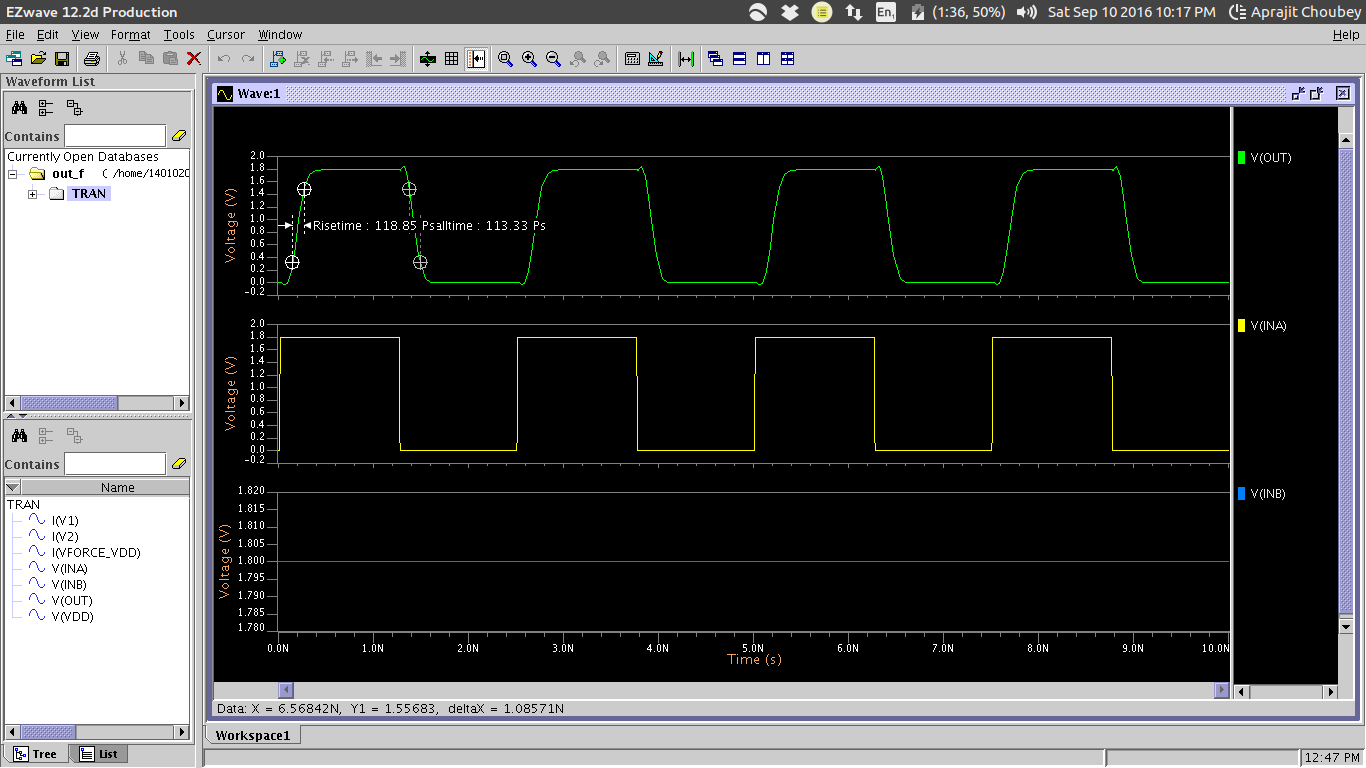 EZwave 12.2d Production
En1 (1:36, 50%) Sat Sep 10 2016 10:17 PM Aprajit Choubey
File Edit View Format Tools Cursor Window Help
Waveform List
Contains
Currently Open Databases
out_f ( /home/140102
TRAN
Contains
Name
TRAN
I(V1)
I(V2)
I(VFORCE_VDD)
V(INA)
V(INB)
V(OUT)
V(VDD)
Tree List
Wave:1
Voltage (V)
2.0
1.8
1.6
1.4
1.2
1.0
0.8
0.6
0.4
0.2
0.0
-0.2
Risetime : 118.85 Psalltime : 113.33 Ps
V(OUT)
Voltage (V)
2.0
1.8
1.6
1.4
1.2
1.0
0.8
0.6
0.4
0.2
0.0
-0.2
V(INA)
Voltage (V)
1.820
1.815
1.810
1.805
1.800
1.795
1.790
1.785
1.780
V(INB)
0.0N 1.0N 2.0N 3.0N 4.0N 5.0N 6.0N 7.0N 8.0N 9.0N 10.0N
Time (s)
Data: X = 6.56842N, Y1 = 1.55683, deltaX = 1.08571N
Workspace1
12:47 PM